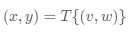 (x, y) = T{(v, w)}